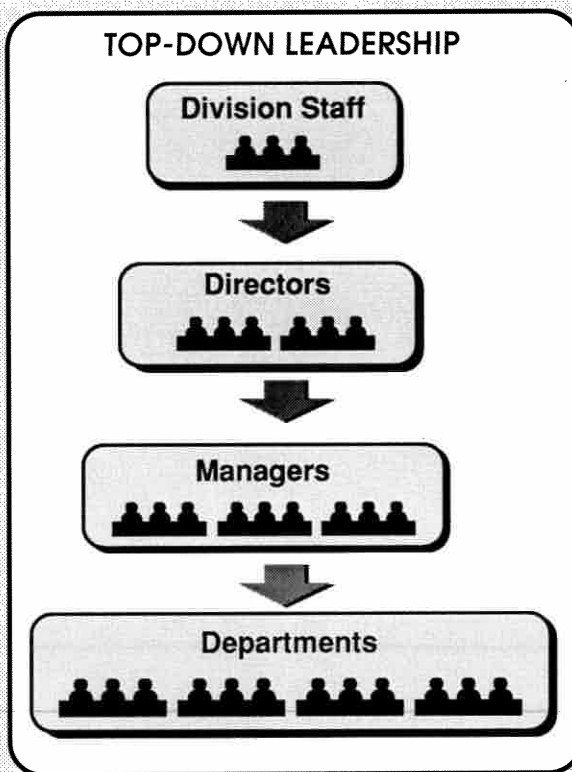 TOP-DOWN LEADERSHIP
Division Staff
Directors
Managers
Departments